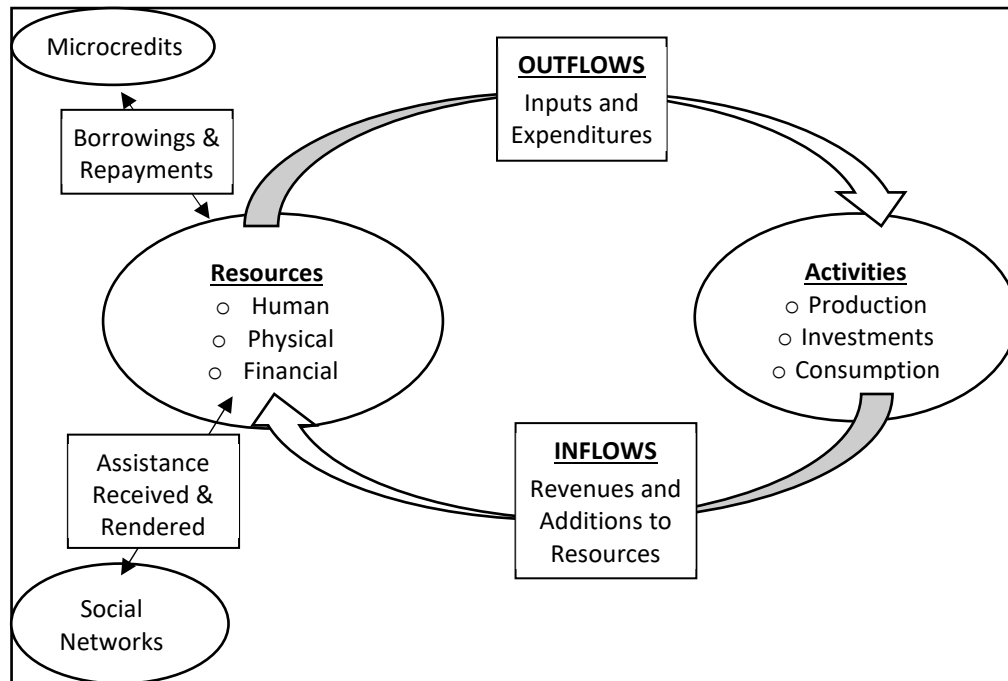 Microcredits
Borrowings &
Repayments
OUTFLOWS
Inputs and
Expenditures
Resources
○ Human
○ Physical
○ Financial
Activities
○ Production
○ Investments
○ Consumption
Assistance
Received &
Rendered
INFLOWS
Revenues and
Additions to
Resources
Social
Networks